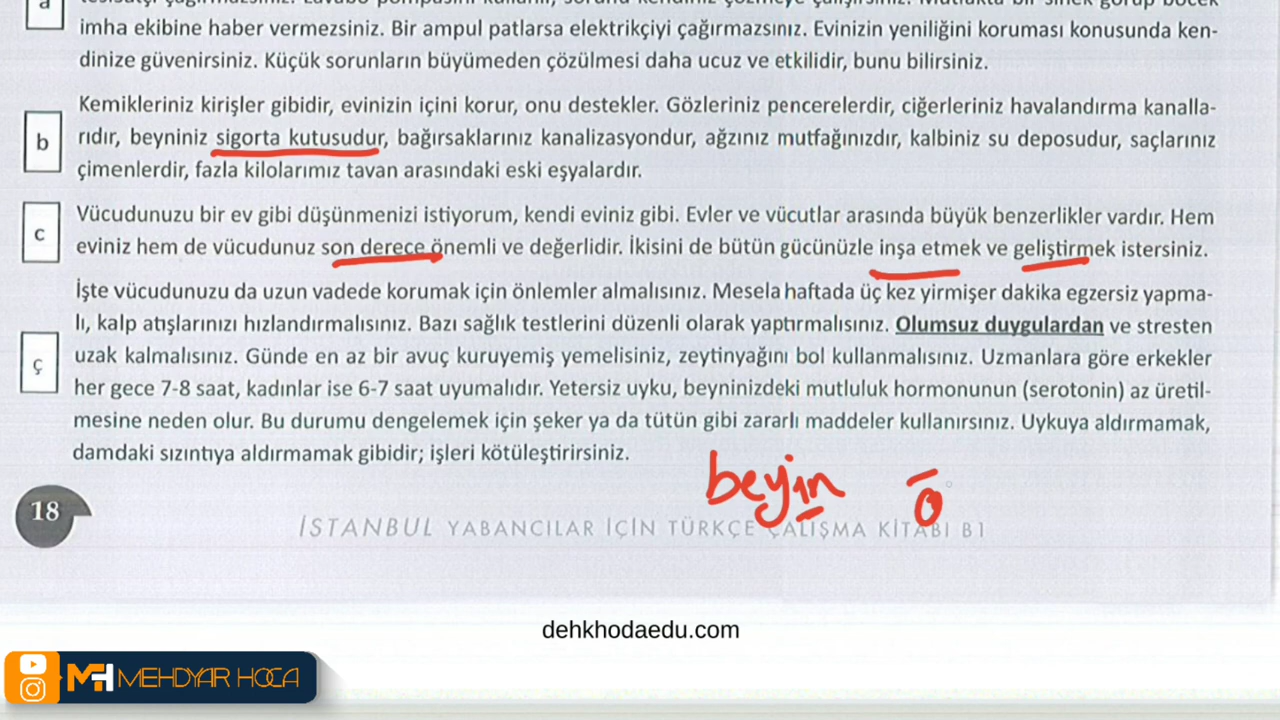 a
imha ekibine haber vermezsiniz. Bir ampul patlarsa elektrikçiyi çağırmazsınız. Evinizin yeniliğini koruması konusunda ken-
dinize güvenirsiniz. Küçük sorunların büyümeden çözülmesi daha ucuz ve etkilidir, bunu bilirsiniz.
Kemikleriniz kirişler gibidir, evinizin içini korur, onu destekler. Gözleriniz pencerelerdir, ciğerleriniz havalandırma kanalla-
b rıdır, beyniniz sigorta kutusudur, bağırsaklarınız kanalizasyondur, ağzınız mutfağınızdır, kalbiniz su deposudur, saçlarınız
çimenlerdir, fazla kilolarımız tavan arasındaki eski eşyalardır.
Vücudunuzu bir ev gibi düşünmenizi istiyorum, kendi eviniz gibi. Evler ve vücutlar arasında büyük benzerlikler vardır. Hem
c eviniz hem de vücudunuz son derece önemli ve değerlidir. İkisini de bütün gücünüzle inşa etmek ve geliştirmek istersiniz.
İşte vücudunuzu da uzun vadede korumak için önlemler almalısınız. Mesela haftada üç kez yirmişer dakika egzersiz yapma-
lı, kalp atışlarınızı hızlandırmalısınız. Bazı sağlık testlerini düzenli olarak yaptırmalısınız. Olumsuz duygulardan ve stresten
ç uzak kalmalısınız. Günde en az bir avuç kuruyemiş yemelisiniz, zeytinyağını bol kullanmalısınız. Uzmanlara göre erkekler
her gece 7-8 saat, kadınlar ise 6-7 saat uyumalıdır. Yetersiz uyku, beyninizdeki mutluluk hormonunun (serotonin) az üretil-
mesine neden olur. Bu durumu dengelemek için şeker ya da tütün gibi zararlı maddeler kullanırsınız. Uykuya aldırmamak,
damdaki sızıntıya aldırmamak gibidir; işleri kötüleştirirsiniz.
beyin
18
İSTANBUL YABANCILAR İÇİN TÜRKÇE ÇALIŞMA KİTABI B1
dehkhodaedu.com
MH MEHDYAR HOCA